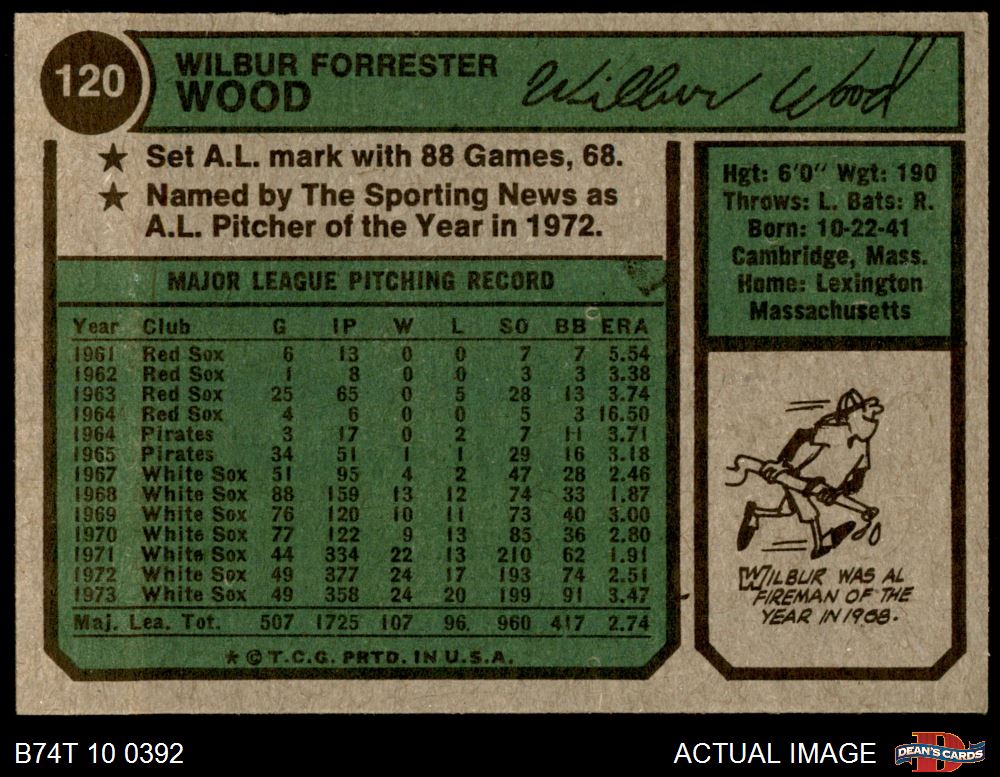 120
WILBUR FORRESTER
WOOD
Wilbur Wood
★ Set A.L. mark with 88 Games, 68.
★ Named by The Sporting News as
A.L. Pitcher of the Year in 1972.
Hgt: 6'0" Wgt: 190
Throws: L. Bats: R.
Born: 10-22-41
Cambridge, Mass.
Home: Lexington
Massachusetts
MAJOR LEAGUE PITCHING RECORD
Year Club G IP W L SO BB ERA
1961 Red Sox 6 13 0 0 7 7 5.54
1962 Red Sox 1 8 0 0 3 3 3.38
1963 Red Sox 25 65 0 5 28 13 3.74
1964 Red Sox 4 6 0 0 5 3 16.50
1964 Pirates 3 17 0 2 7 11 3.71
1965 Pirates 34 51 1 1 29 16 3.18
1967 White Sox 51 95 4 2 47 28 2.46
1968 White Sox 88 159 13 12 74 33 1.87
1969 White Sox 76 120 10 11 73 40 3.00
1970 White Sox 77 122 9 13 85 36 2.80
1971 White Sox 44 334 22 13 210 62 1.91
1972 White Sox 49 377 24 17 193 74 2.51
1973 White Sox 49 358 24 20 199 91 3.47
Maj. Lea. Tot. 507 1725 107 96 960 417 2.74
* © T.C.G. PRTD. IN U.S.A.
WILBUR WAS AL
FIREMAN OF THE
YEAR IN 1968.
B74T 10 0392
ACTUAL IMAGE
DEAN'S CARDS